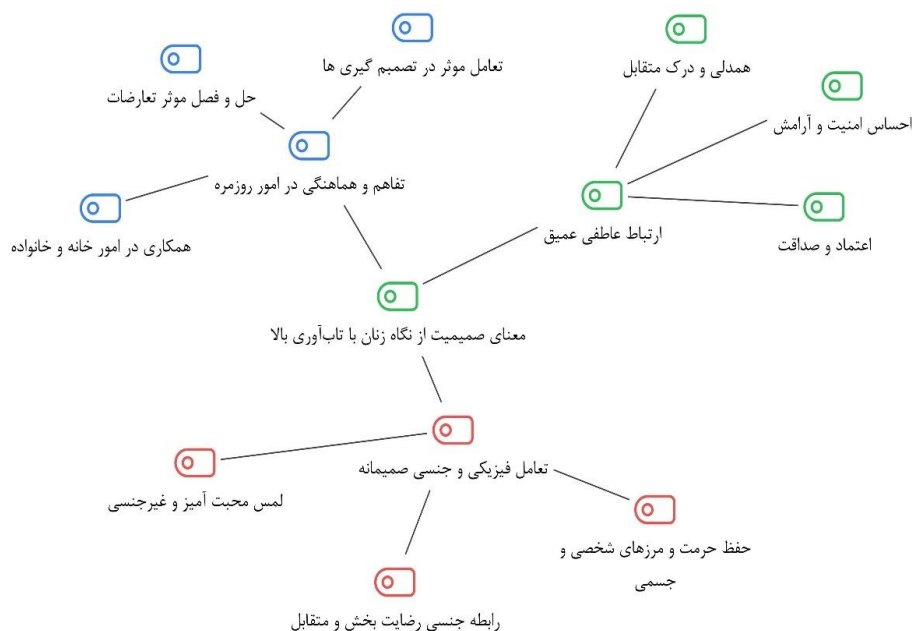 همدلی و درک متقابل
تعامل موثر در تصمبم گیری ها
حل و فصل موثر تعارضات
احساس امنیت و آرامش
تفاهم و هماهنگی در امور روزمره
ارتباط عاطفی عمیق
اعتماد و صداقت
همکاری در امور خانه و خانواده
معنای صمیمیت از نگاه زنان با تاب‌آوری بالا
تعامل فیزیکی و جنسی صمیمانه
لمس محبت آمیز و غیرجنسی
حفظ حرمت و مرزهای شخصی و
جسمی
رابطه جنسی رضایت بخش و متقابل